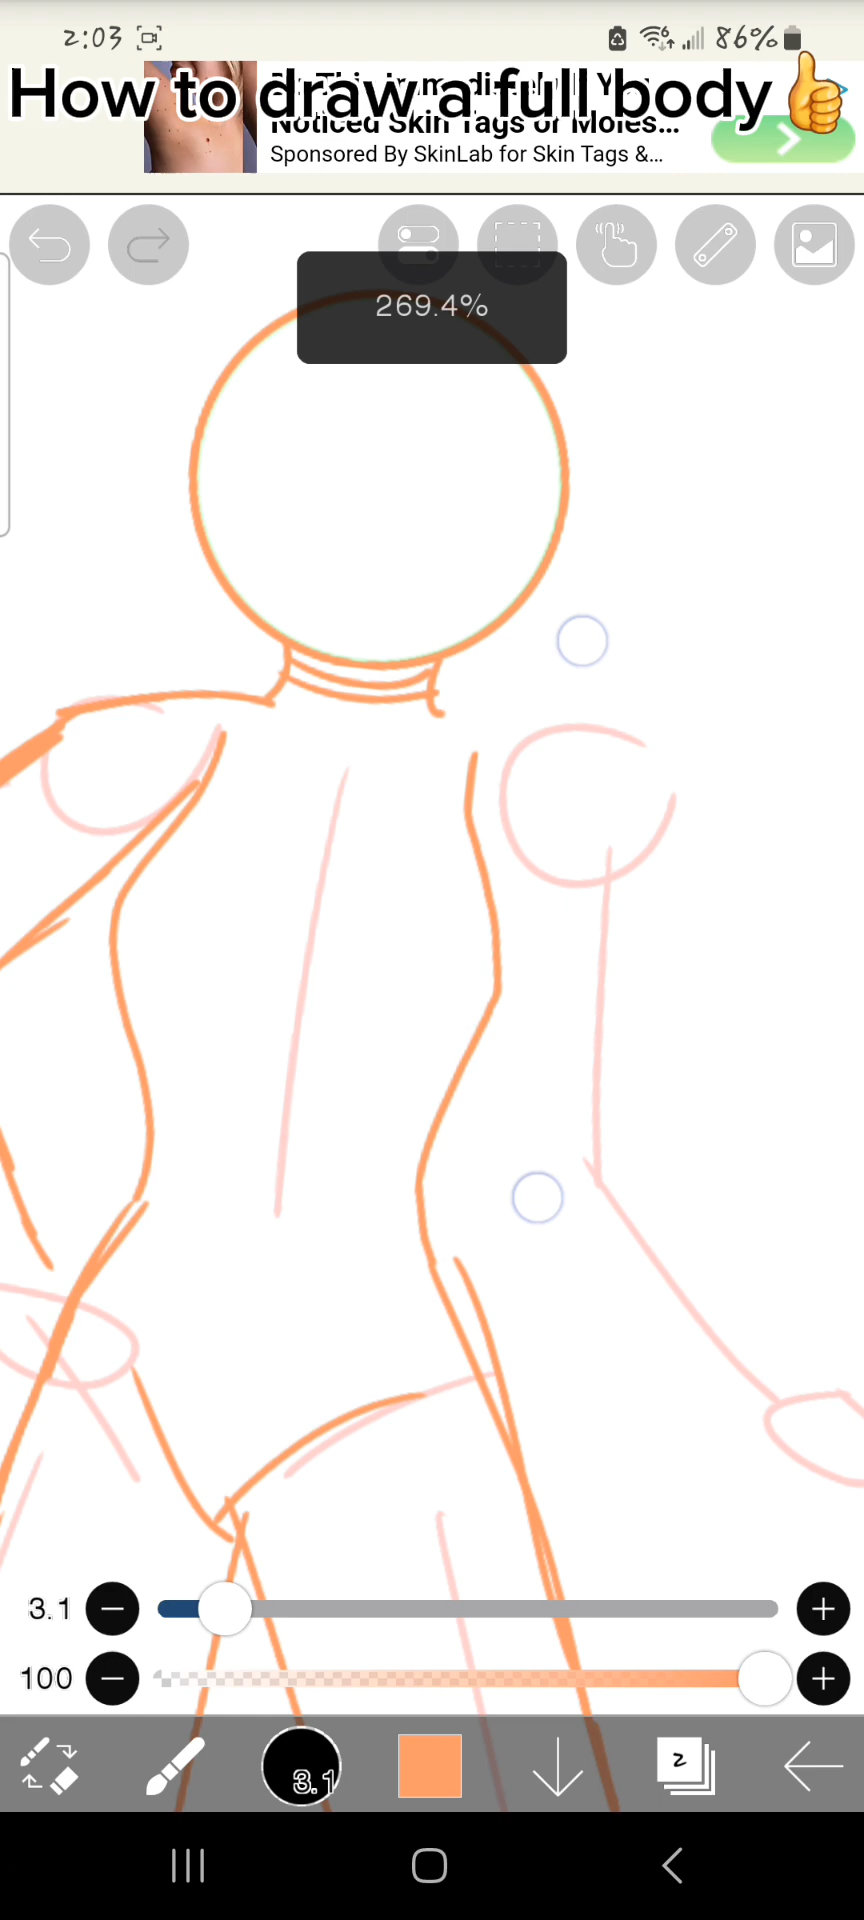 2:03
86%
How to draw a full body👍
Noticed Skin Tags or Moles...
Sponsored By SkinLab for Skin Tags &...
269.4%
3.1
100
3.1
2